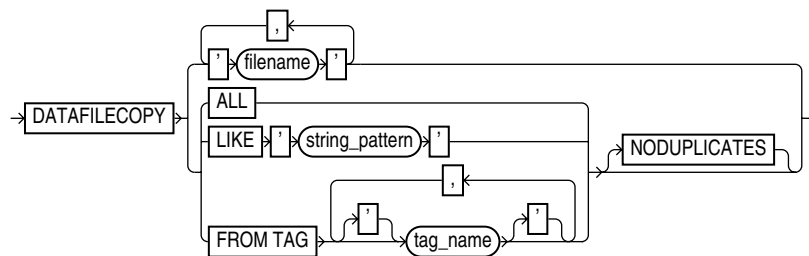 ,
' filename '
DATAFILECOPY
ALL
LIKE ' string_pattern '
NODUPLICATES
,
' '
FROM TAG tag_name